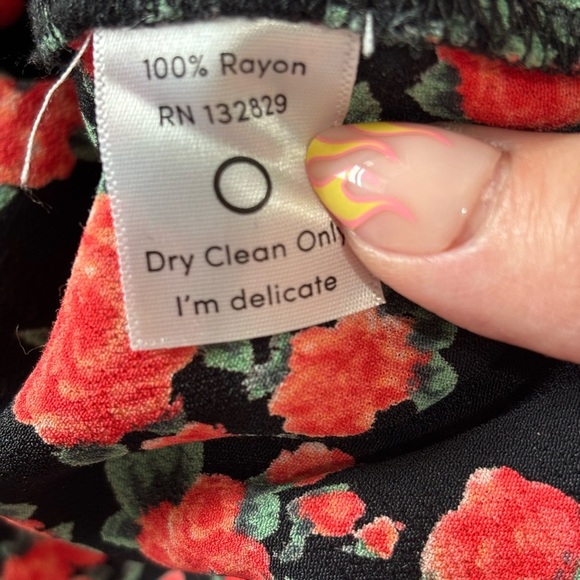 100% Rayon
RN 132829
Dry Clean Only
I'm delicate